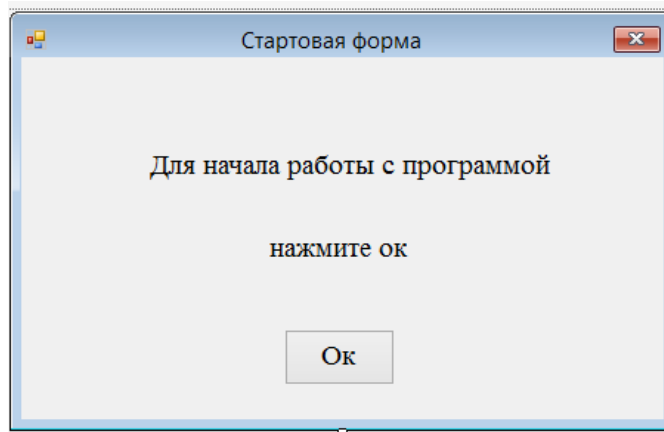 Стартовая форма
Для начала работы с программой
нажмите ок
Ок